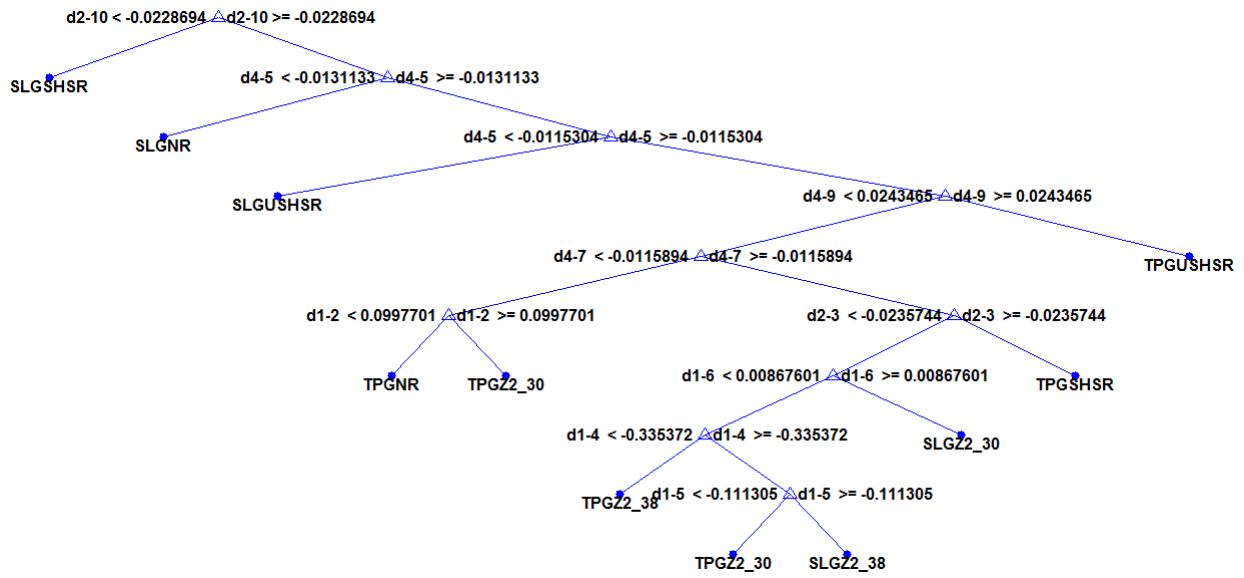 d2-10 < -0.0228694 d2-10 >= -0.0228694
SLGSHSR
d4-5 < -0.0131133 d4-5 >= -0.0131133
SLGNR
d4-5 < -0.0115304 d4-5 >= -0.0115304
SLGUSHSR
d4-9 < 0.0243465 d4-9 >= 0.0243465
d4-7 < -0.0115894 d4-7 >= -0.0115894
TPGUSHSR
d1-2 < 0.0997701 d1-2 >= 0.0997701
d2-3 < -0.0235744 d2-3 >= -0.0235744
TPGNR
TPGZ2_30
d1-6 < 0.00867601 d1-6 >= 0.00867601
TPGSHSR
d1-4 < -0.335372 d1-4 >= -0.335372
SLGZ2_30
TPGZ2_38
d1-5 < -0.111305 d1-5 >= -0.111305
TPGZ2_30
SLGZ2_38